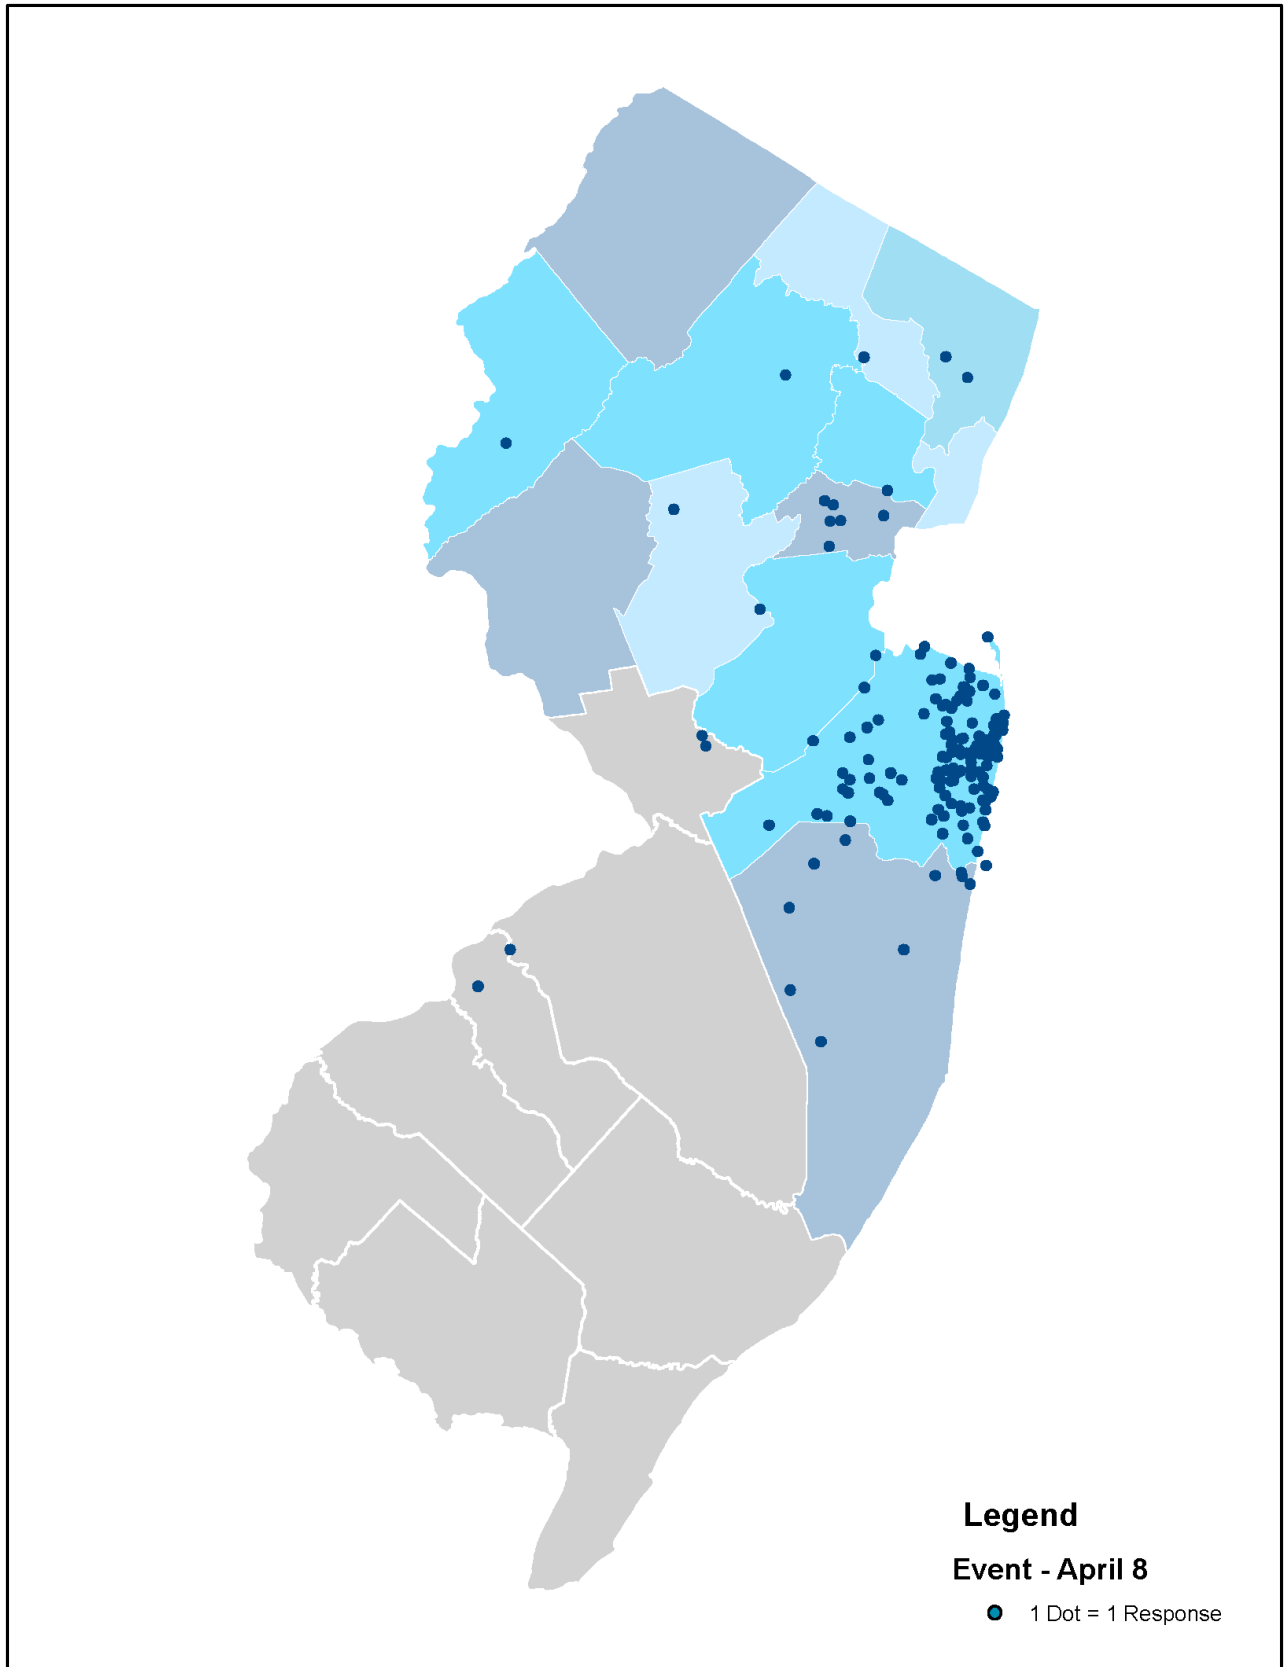 Legend
Event - April 8
1 Dot = 1 Response